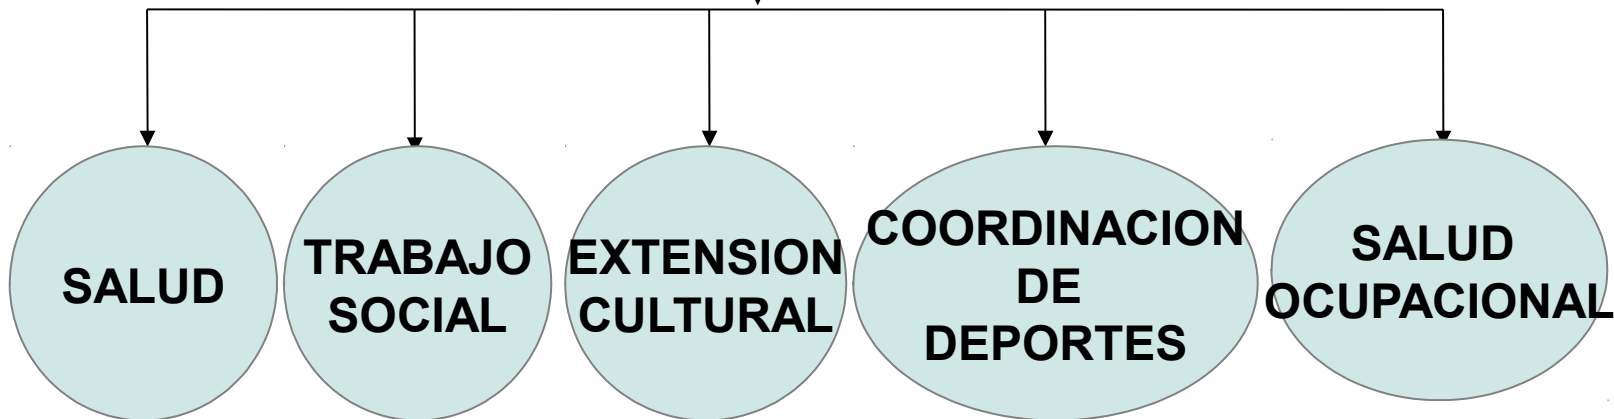 SALUD
TRABAJO
SOCIAL
EXTENSION
CULTURAL
COORDINACION
DE
DEPORTES
SALUD
OCUPACIONAL